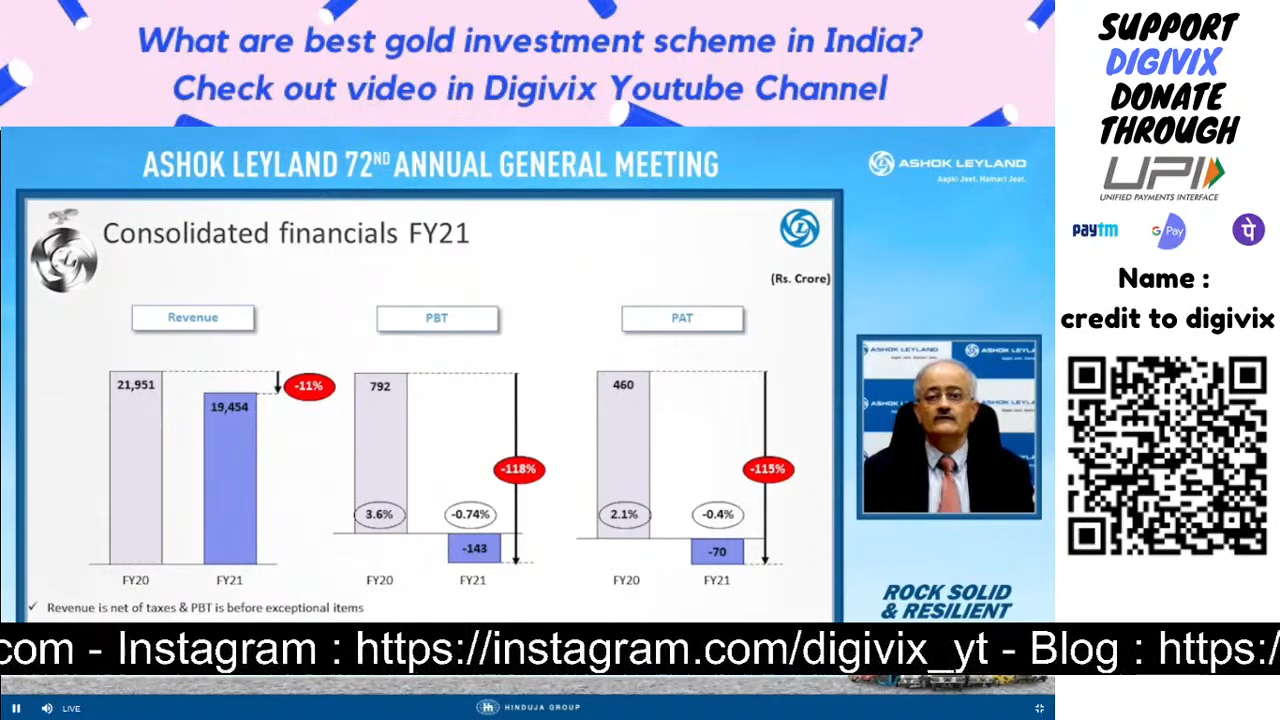 What are best gold investment scheme in India?
Check out video in Digivix Youtube Channel
SUPPORT
DIGIVIX
DONATE
THROUGH
UPI
UNIFIED PAYMENTS INTERFACE
paytm
G Pay
पे
Name :
credit to digivix
ASHOK LEYLAND 72ND ANNUAL GENERAL MEETING
ASHOK LEYLAND
Aapki Jeet. Hamari Jeet.
Consolidated financials FY21
(Rs. Crore)
Revenue
PBT
PAT
21,951
19,454
-11%
792
-118%
460
-115%
3.6%
-0.74%
2.1%
-0.4%
-143
-70
FY20
FY21
FY20
FY21
FY20
FY21
✓ Revenue is net of taxes & PBT is before exceptional items
ASHOK LEYLAND
ASHOK LEYLA
ROCK SOLID
& RESILIENT
.com - Instagram : https://instagram.com/digivix_yt - Blog : https:/
LIVE
HINDUJA GROUP